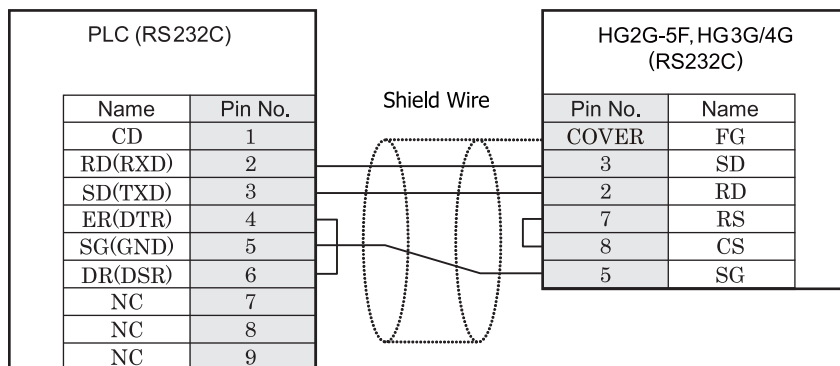 PLC (RS232C)
HG2G-5F, HG3G/4G
(RS232C)
Shield Wire
Name Pin No.
CD 1
RD(RXD) 2
SD(TXD) 3
ER(DTR) 4
SG(GND) 5
DR(DSR) 6
NC 7
NC 8
NC 9
Pin No. Name
COVER FG
3 SD
2 RD
7 RS
8 CS
5 SG